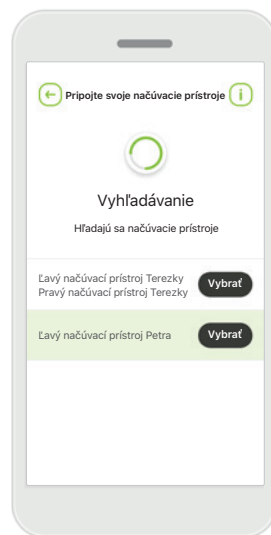 Pripojte svoje načúvacie prístroje
Vyhľadávanie
Hľadajú sa načúvacie prístroje
Ľavý načúvací prístroj Terezky
Pravý načúvací prístroj Terezky
Vybrať
Ľavý načúvací prístroj Petra
Vybrať